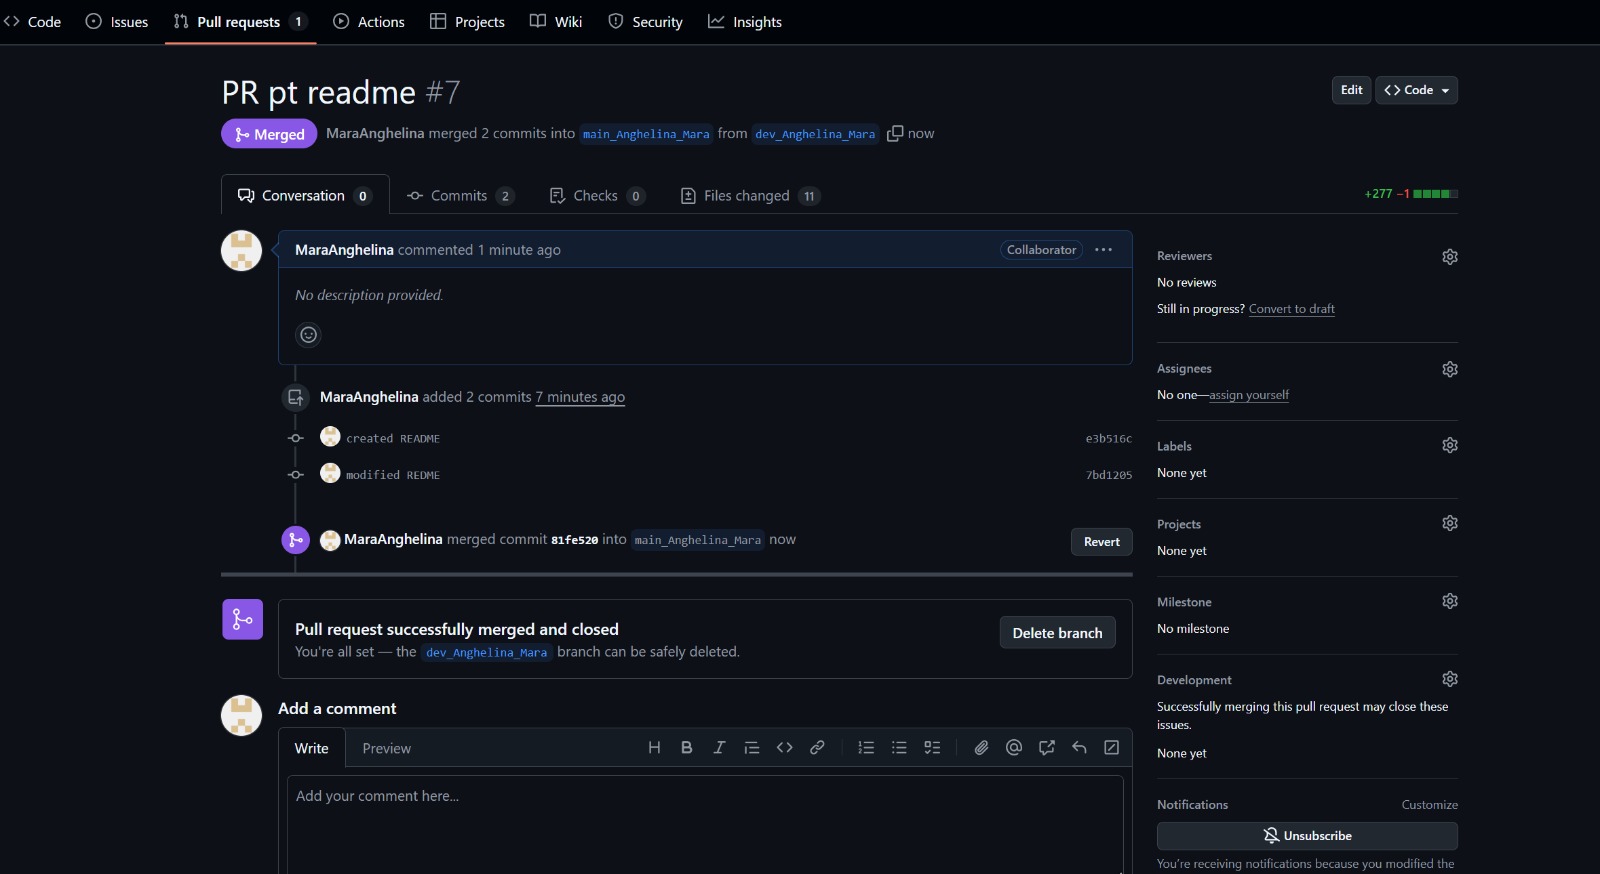 Code Issues Pull requests 1 Actions Projects Wiki Security Insights
PR pt readme #7
Edit Code
Merged MaraAnghelina merged 2 commits into main_Anghelina_Mara from dev_Anghelina_Mara now
Conversation 0 Commits 2 Checks 0 Files changed 11
+277 −1
MaraAnghelina commented 1 minute ago Collaborator
No description provided.
MaraAnghelina added 2 commits 7 minutes ago
created README e3b516c
modified REDME 7bd1205
MaraAnghelina merged commit 81fe520 into main_Anghelina_Mara now
Revert
Pull request successfully merged and closed
You're all set — the dev_Anghelina_Mara branch can be safely deleted.
Delete branch
Add a comment
Write Preview
Add your comment here...
Reviewers
No reviews
Still in progress? Convert to draft
Assignees
No one—assign yourself
Labels
None yet
Projects
None yet
Milestone
No milestone
Development
Successfully merging this pull request may close these
issues.
None yet
Notifications Customize
Unsubscribe
You're receiving notifications because you modified the